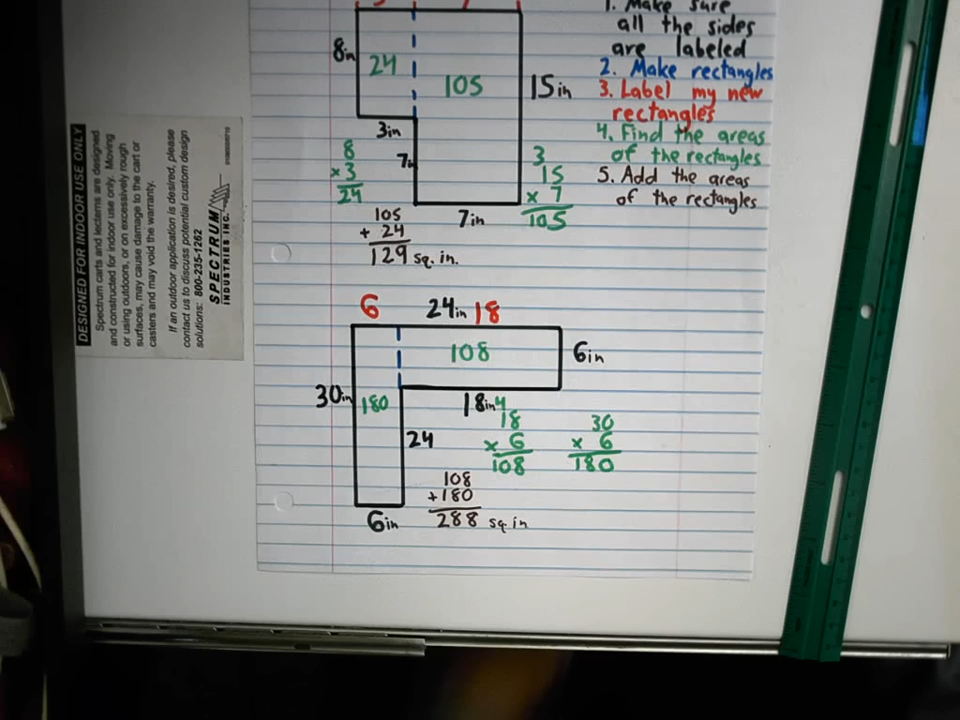 1. Make sure
all the sides
are labeled
2. Make rectangles
3. Label my new
rectangles
4. Find the areas
of the rectangles
5. Add the areas
of the rectangles
8in
24
105
15in
3in
7in
7in
8
x 3
24
3
15
x 7
105
105
+ 24
129 sq. in.
6
24in
18
108
6in
30in
180
18in
24
6in
4
18
x 6
108
30
x 6
180
108
+180
288 sq in
DESIGNED FOR INDOOR USE ONLY
Spectrum carts and lecterns are designed
and constructed for indoor use only. Moving
or using outdoors, or on excessively rough
surfaces, may cause damage to the cart or
casters and may void the warranty.
If an outdoor application is desired, please
contact us to discuss potential custom design
solutions: 800-235-1262
SPECTRUM
INDUSTRIES INC.